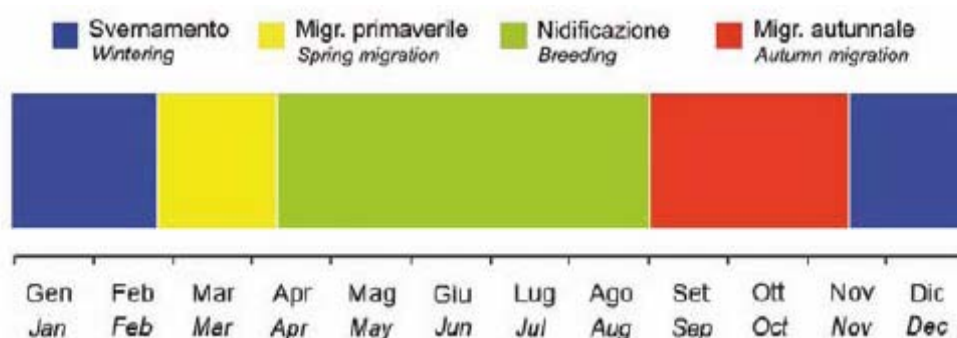 Svernamento Migr. primaverile Nidificazione Migr. autunnale
Wintering Spring migration Breeding Autumn migration
Gen Feb Mar Apr Mag Giu Lug Ago Set Ott Nov Dic
Jan Feb Mar Apr May Jun Jul Aug Sep Oct Nov Dec